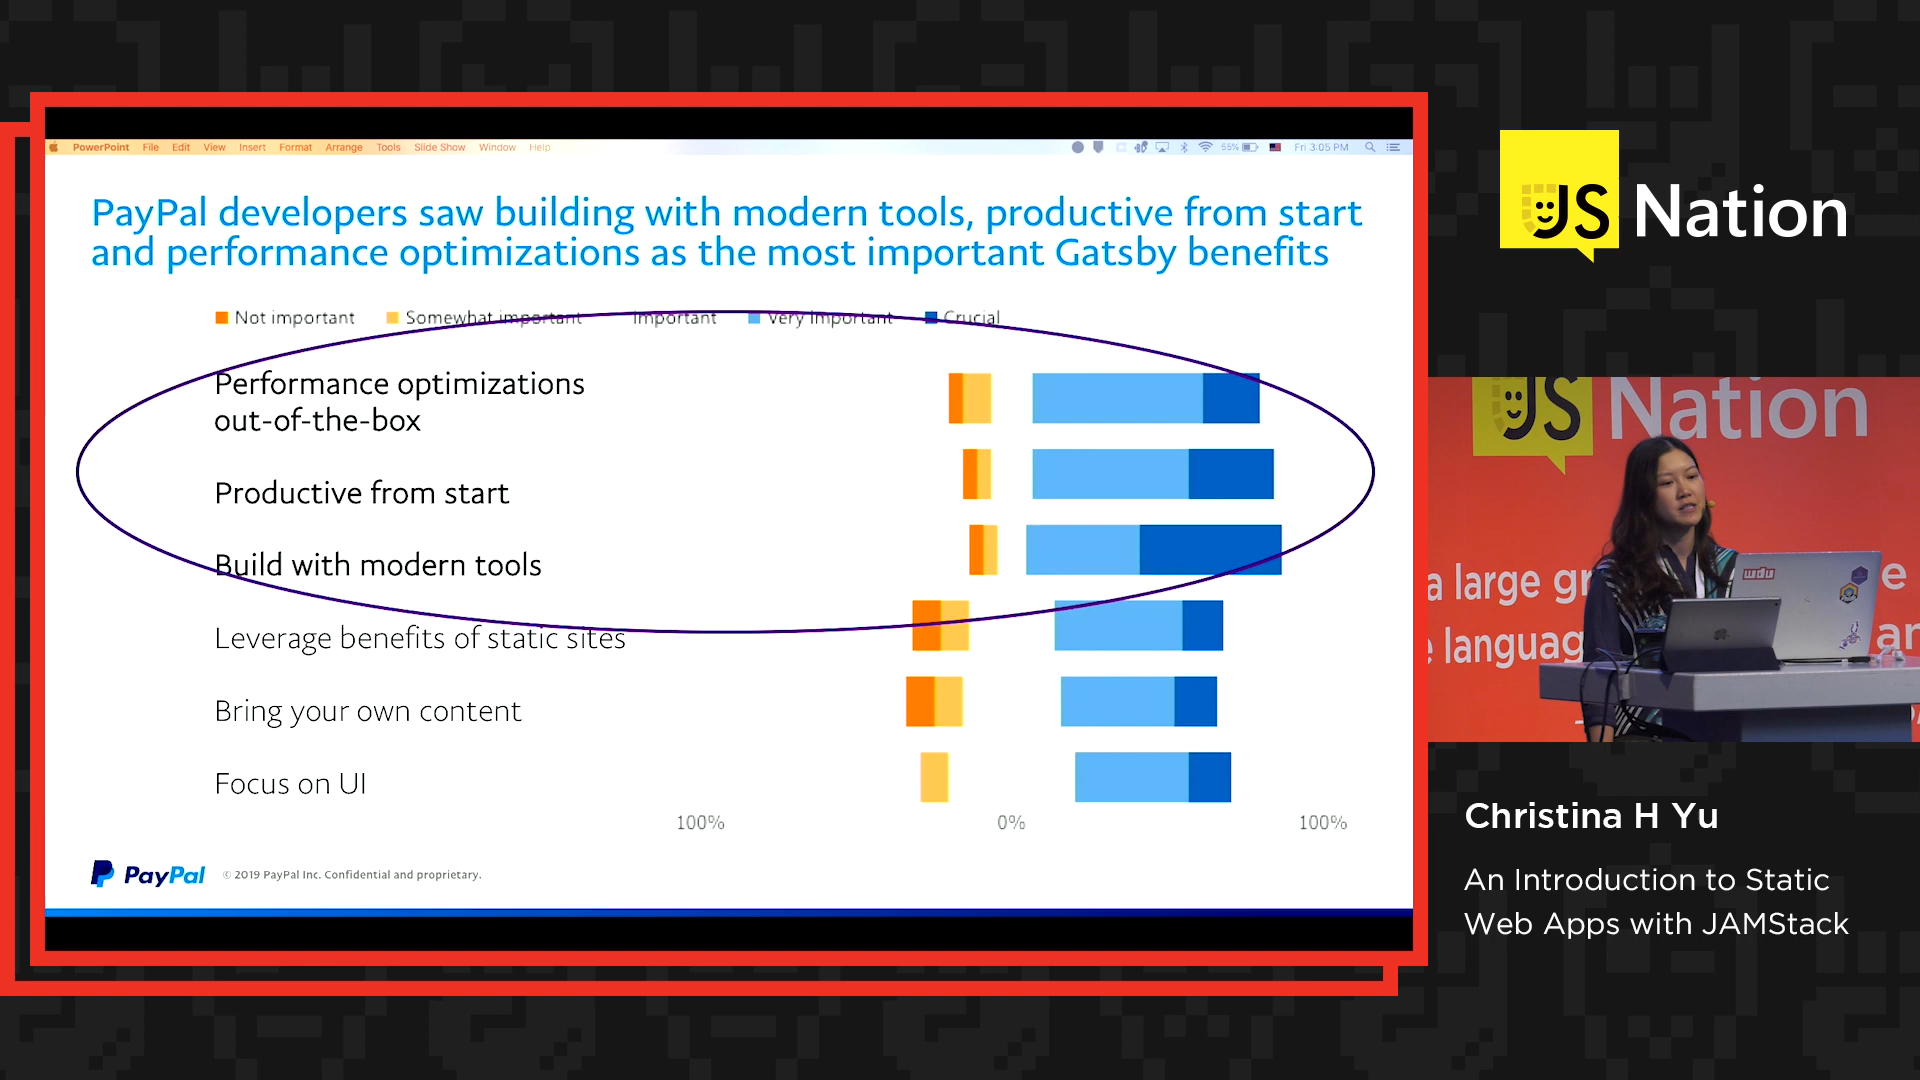 PowerPoint File Edit View Insert Format Arrange Tools Slide Show Window Help
55% Fri 3:05 PM
PayPal developers saw building with modern tools, productive from start
and performance optimizations as the most important Gatsby benefits
Not important Somewhat important Important Very Important Crucial
Performance optimizations
out-of-the-box
Productive from start
Build with modern tools
Leverage benefits of static sites
Bring your own content
Focus on UI
100% 0% 100%
PayPal © 2019 PayPal Inc. Confidential and proprietary.
JS Nation
JS Nation
a large
languag
wdu
Christina H Yu
An Introduction to Static
Web Apps with JAMStack